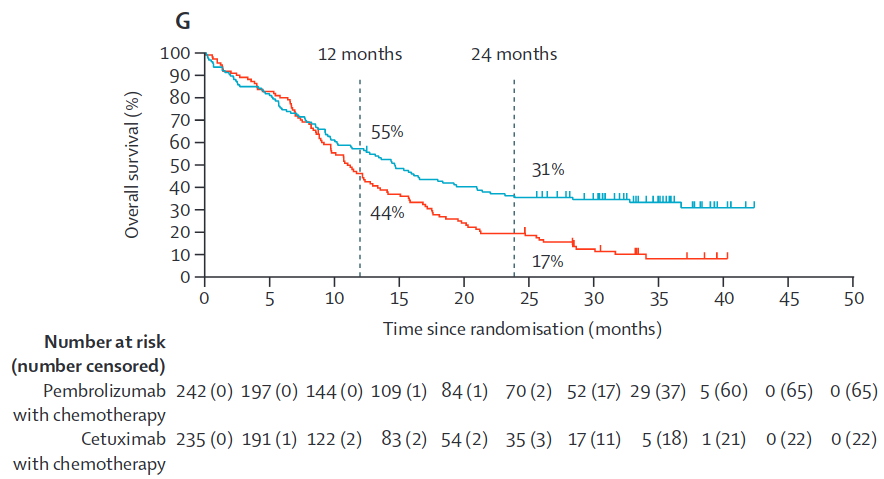 G
12 months 24 months
100
90
80
70
60
50
40
30
20
10
0
Overall survival (%)
55%
44%
31%
17%
0 5 10 15 20 25 30 35 40 45 50
Time since randomisation (months)
Number at risk
(number censored)
Pembrolizumab 242 (0) 197 (0) 144 (0) 109 (1) 84 (1) 70 (2) 52 (17) 29 (37) 5 (60) 0 (65) 0 (65)
with chemotherapy
Cetuximab 235 (0) 191 (1) 122 (2) 83 (2) 54 (2) 35 (3) 17 (11) 5 (18) 1 (21) 0 (22) 0 (22)
with chemotherapy